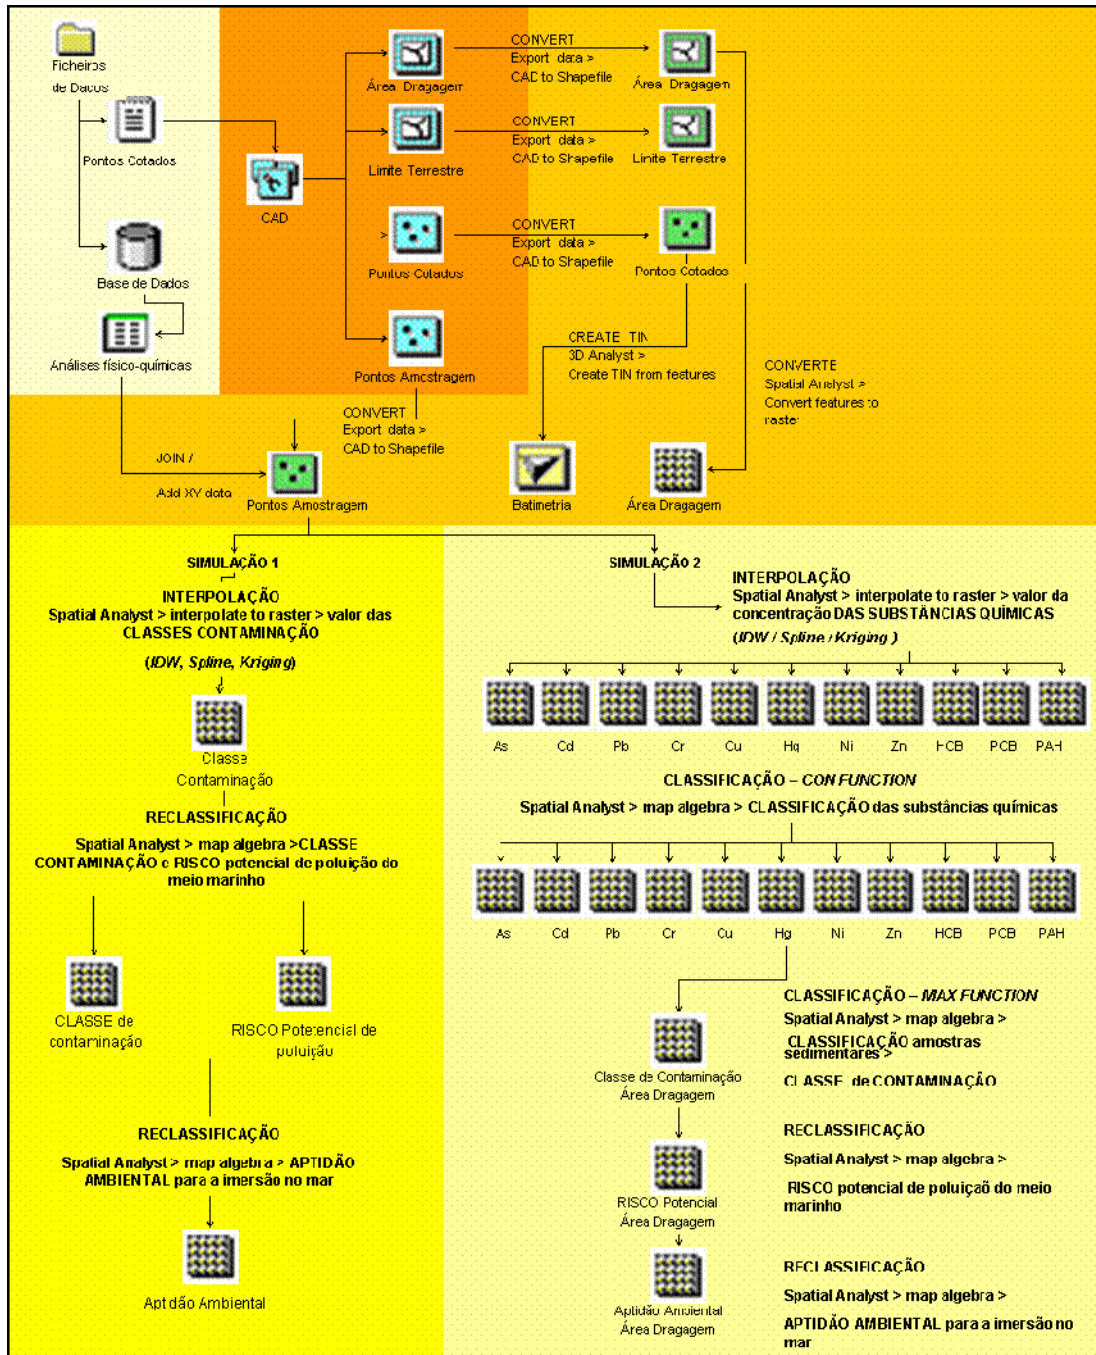 Ficheiros
de Dados
Pontos Cotados
Base de Dados
Análises físico-químicas
CAD
Área Dragagem
Limite Terrestre
Pontos Cotados
Pontos Amostragem
CONVERT
Export data >
CAD to Shapefile
CONVERT
Export data >
CAD to Shapefile
CONVERT
Export data >
CAD to Shapefile
Área Dragagem
Limite Terrestre
Pontos Cotados
CREATE TIN
3D Analyst >
Create TIN from features
CONVERTE
Spatial Analyst >
Convert features to
raster
CONVERT
Export data >
CAD to Shapefile
JOIN /
Add XY data
Pontos Amostragem
Batimetria
Área Dragagem
SIMULAÇÃO 1
INTERPOLAÇÃO
Spatial Analyst > interpolate to raster > valor das
CLASSES CONTAMINAÇÃO
(IDW, Spline, Kriging)
Classe
Contaminação
RECLASSIFICAÇÃO
Spatial Analyst > map algebra >CLASSE
CONTAMINAÇÃO e RISCO potencial de poluição do
meio marinho
CLASSE de
contaminação
RISCO Potetencial de
poluição
RECLASSIFICAÇÃO
Spatial Analyst > map algebra > APTIDÃO
AMBIENTAL para a imersão no mar
Aptidão Ambiental
SIMULAÇÃO 2
INTERPOLAÇÃO
Spatial Analyst > interpolate to raster > valor da
concentração DAS SUBSTÂNCIAS QUÍMICAS
(IDW / Spline / Kriging )
As Cd Pb Cr Cu Hg Ni Zn HCB PCB PAH
CLASSIFICAÇÃO – CON FUNCTION
Spatial Analyst > map algebra > CLASSIFICAÇÃO das substâncias químicas
As Cd Pb Cr Cu Hg Ni Zn HCB PCB PAH
CLASSIFICAÇÃO – MAX FUNCTION
Spatial Analyst > map algebra >
CLASSIFICAÇÃO amostras
sedimentares >
CLASSE de CONTAMINAÇÃO
Classe de Contaminação
Área Dragagem
RECLASSIFICAÇÃO
Spatial Analyst > map algebra >
RISCO potencial de poluiçaõ do meio
marinho
RISCO Potencial
Área Dragagem
RECLASSIFICAÇÃO
Spatial Analyst > map algebra >
APTIDÃO AMBIENTAL para a imersão no
mar
Aptidão Ambiental
Área Dragagem